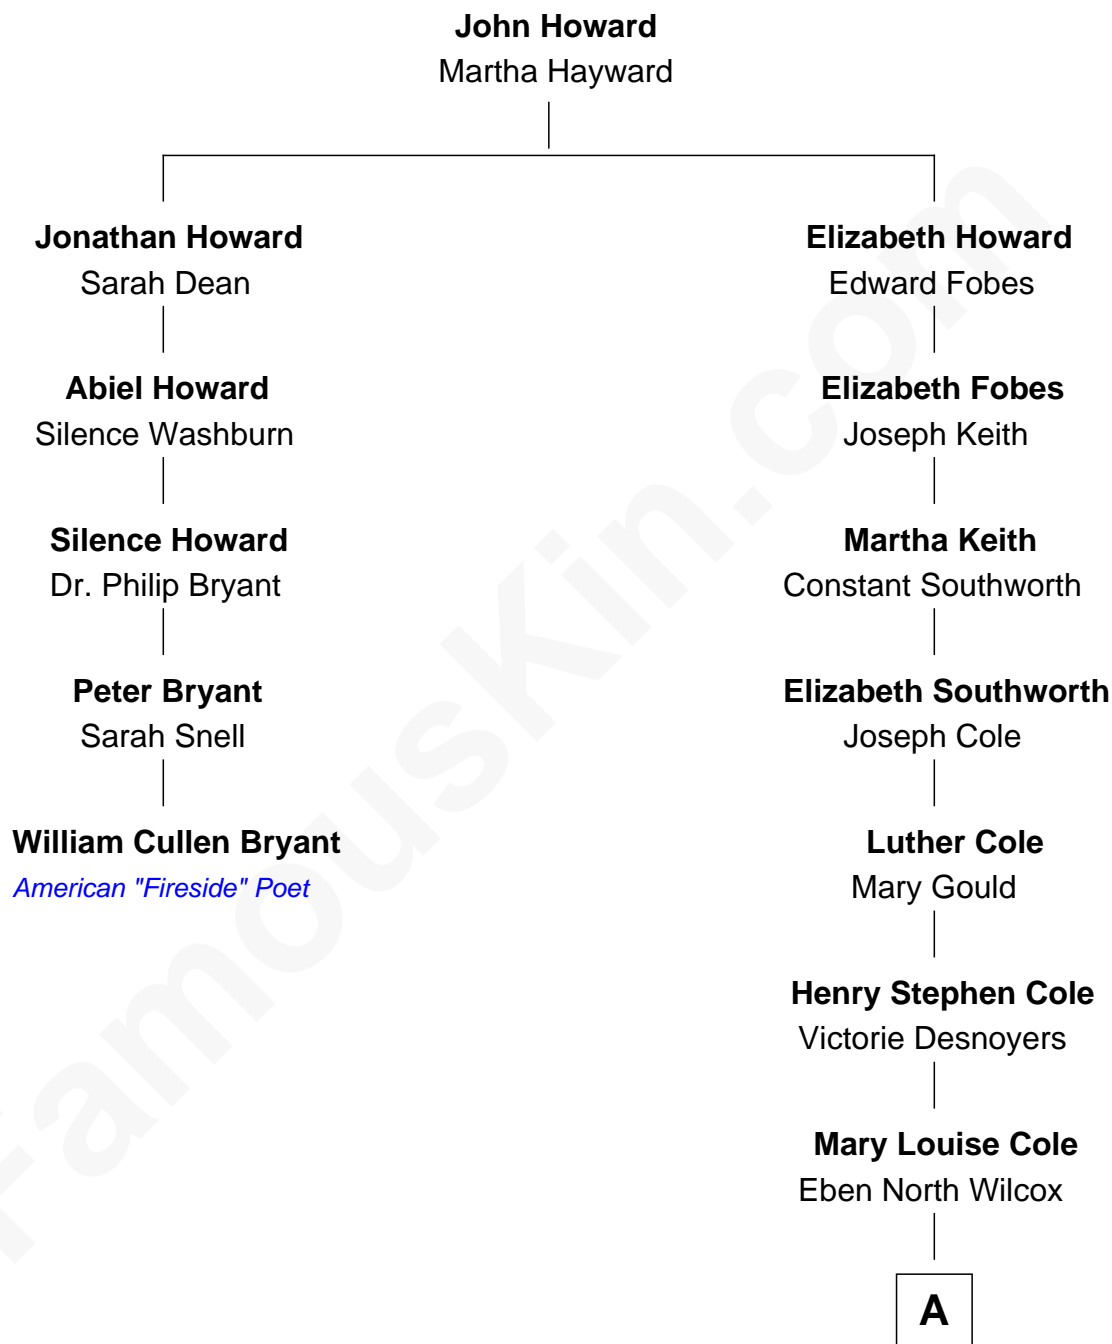 John Howard
Martha Hayward
Jonathan Howard
Sarah Dean
Elizabeth Howard
Edward Fobes
Abiel Howard
Silence Washburn
Elizabeth Fobes
Joseph Keith
Silence Howard
Dr. Philip Bryant
Martha Keith
Constant Southworth
Peter Bryant
Sarah Snell
Elizabeth Southworth
Joseph Cole
William Cullen Bryant
American "Fireside" Poet
Luther Cole
Mary Gould
Henry Stephen Cole
Victorie Desnoyers
Mary Louise Cole
Eben North Wilcox
A
FamousKin.com